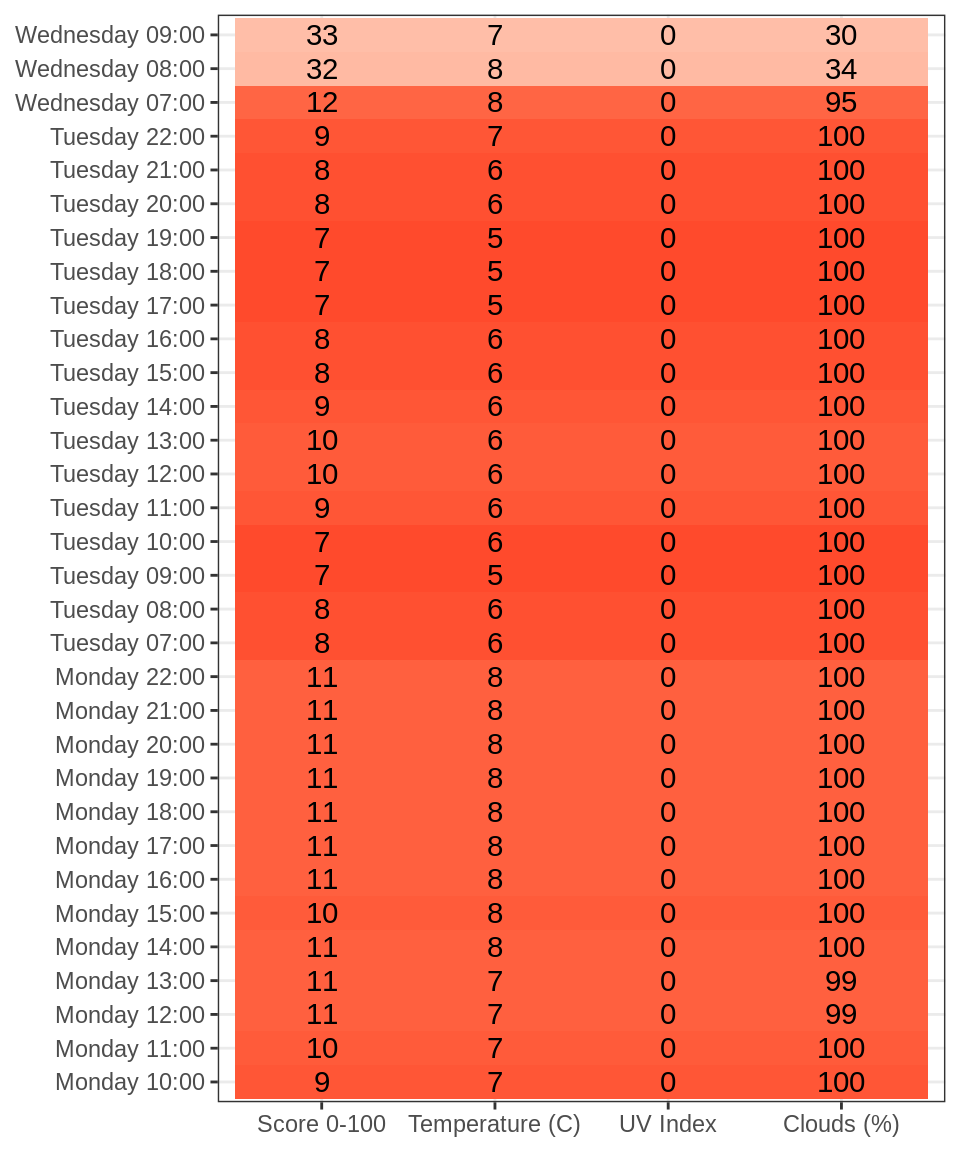 Wednesday 09:00 33 7 0 30
Wednesday 08:00 32 8 0 34
Wednesday 07:00 12 8 0 95
Tuesday 22:00 9 7 0 100
Tuesday 21:00 8 6 0 100
Tuesday 20:00 8 6 0 100
Tuesday 19:00 7 5 0 100
Tuesday 18:00 7 5 0 100
Tuesday 17:00 7 5 0 100
Tuesday 16:00 8 6 0 100
Tuesday 15:00 8 6 0 100
Tuesday 14:00 9 6 0 100
Tuesday 13:00 10 6 0 100
Tuesday 12:00 10 6 0 100
Tuesday 11:00 9 6 0 100
Tuesday 10:00 7 6 0 100
Tuesday 09:00 7 5 0 100
Tuesday 08:00 8 6 0 100
Tuesday 07:00 8 6 0 100
Monday 22:00 11 8 0 100
Monday 21:00 11 8 0 100
Monday 20:00 11 8 0 100
Monday 19:00 11 8 0 100
Monday 18:00 11 8 0 100
Monday 17:00 11 8 0 100
Monday 16:00 11 8 0 100
Monday 15:00 10 8 0 100
Monday 14:00 11 8 0 100
Monday 13:00 11 7 0 99
Monday 12:00 11 7 0 99
Monday 11:00 10 7 0 100
Monday 10:00 9 7 0 100
Score 0-100 Temperature (C) UV Index Clouds (%)